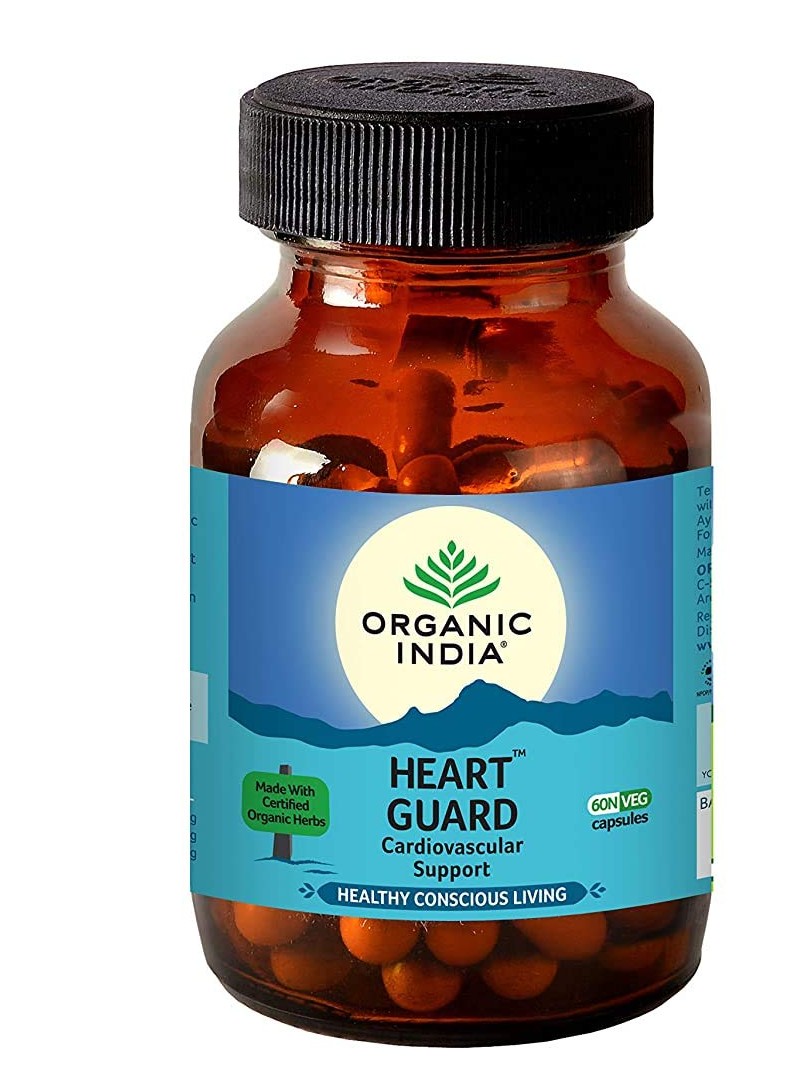 ORGANIC
INDIA®
HEART™
GUARD
Cardiovascular
Support
HEALTHY CONSCIOUS LIVING
Made With
Certified
Organic Herbs
60N VEG
capsules